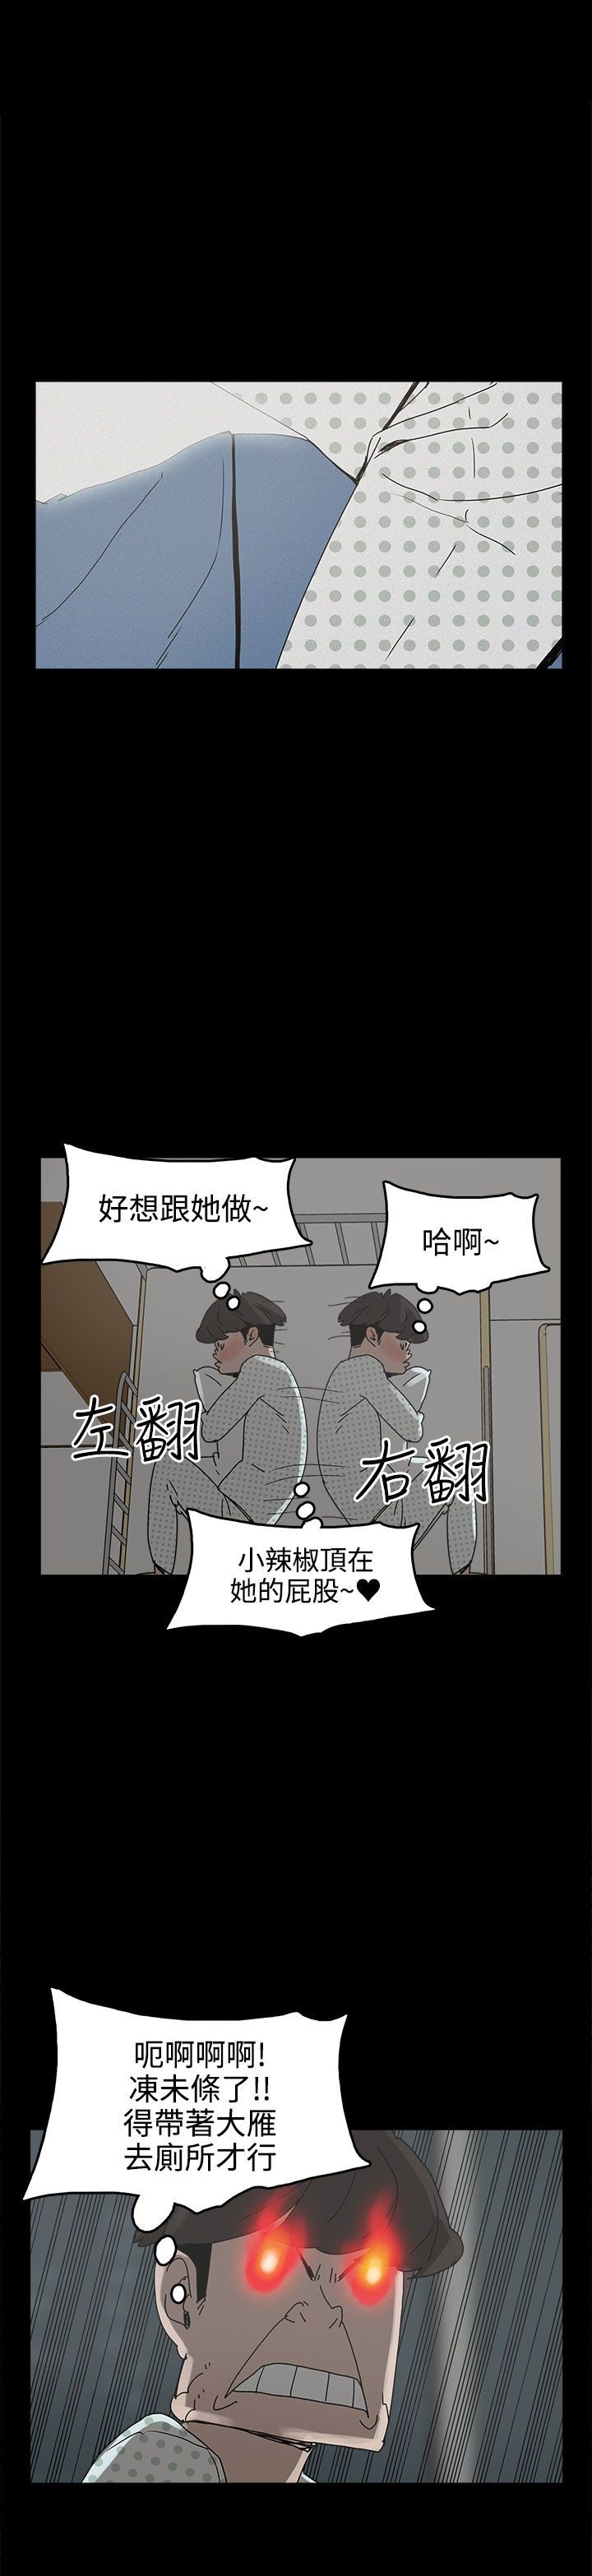 好想跟她做~
哈啊~
左翻
右翻
小辣椒頂在
她的屁股~♥
呃啊啊啊!
凍未條了!!
得帶著大雁
去廁所才行